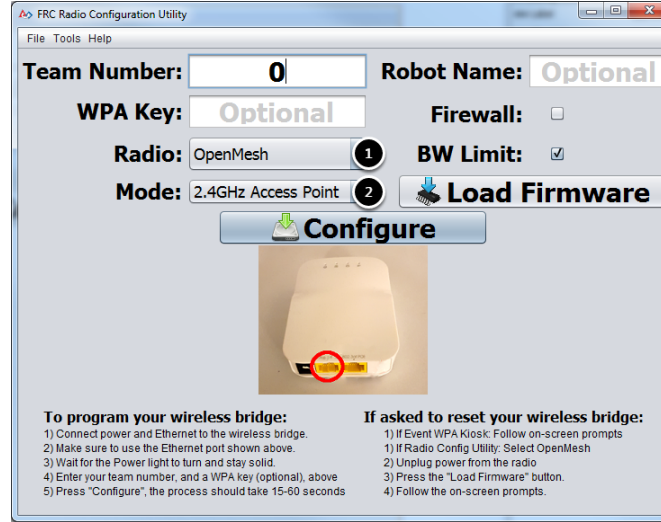 FRC Radio Configuration Utility
File Tools Help
Team Number: 0 Robot Name: Optional
WPA Key: Optional Firewall:
Radio: OpenMesh 1 BW Limit:
Mode: 2.4GHz Access Point 2 Load Firmware
Configure
To program your wireless bridge:
1) Connect power and Ethernet to the wireless bridge.
2) Make sure to use the Ethernet port shown above.
3) Wait for the Power light to turn and stay solid.
4) Enter your team number, and a WPA key (optional), above
5) Press "Configure", the process should take 15-60 seconds
If asked to reset your wireless bridge:
1) If Event WPA Kiosk: Follow on-screen prompts
1) If Radio Config Utility: Select OpenMesh
2) Unplug power from the radio
3) Press the "Load Firmware" button.
4) Follow the on-screen prompts.